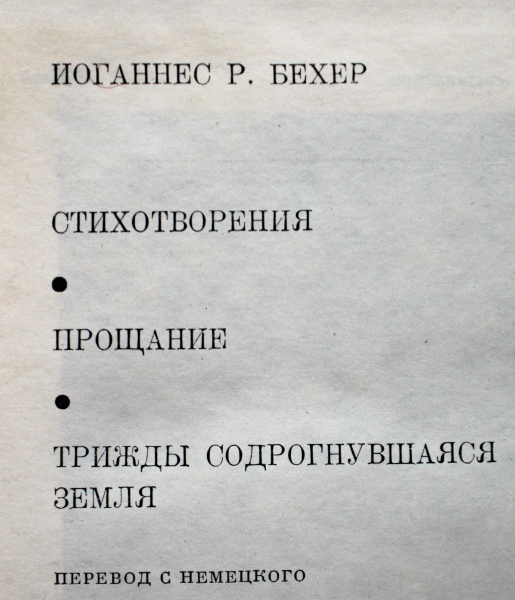 ИОГАННЕС Р. БЕХЕР
СТИХОТВОРЕНИЯ
●
ПРОЩАНИЕ
●
ТРИЖДЫ СОДРОГНУВШАЯСЯ
ЗЕМЛЯ
ПЕРЕВОД С НЕМЕЦКОГО